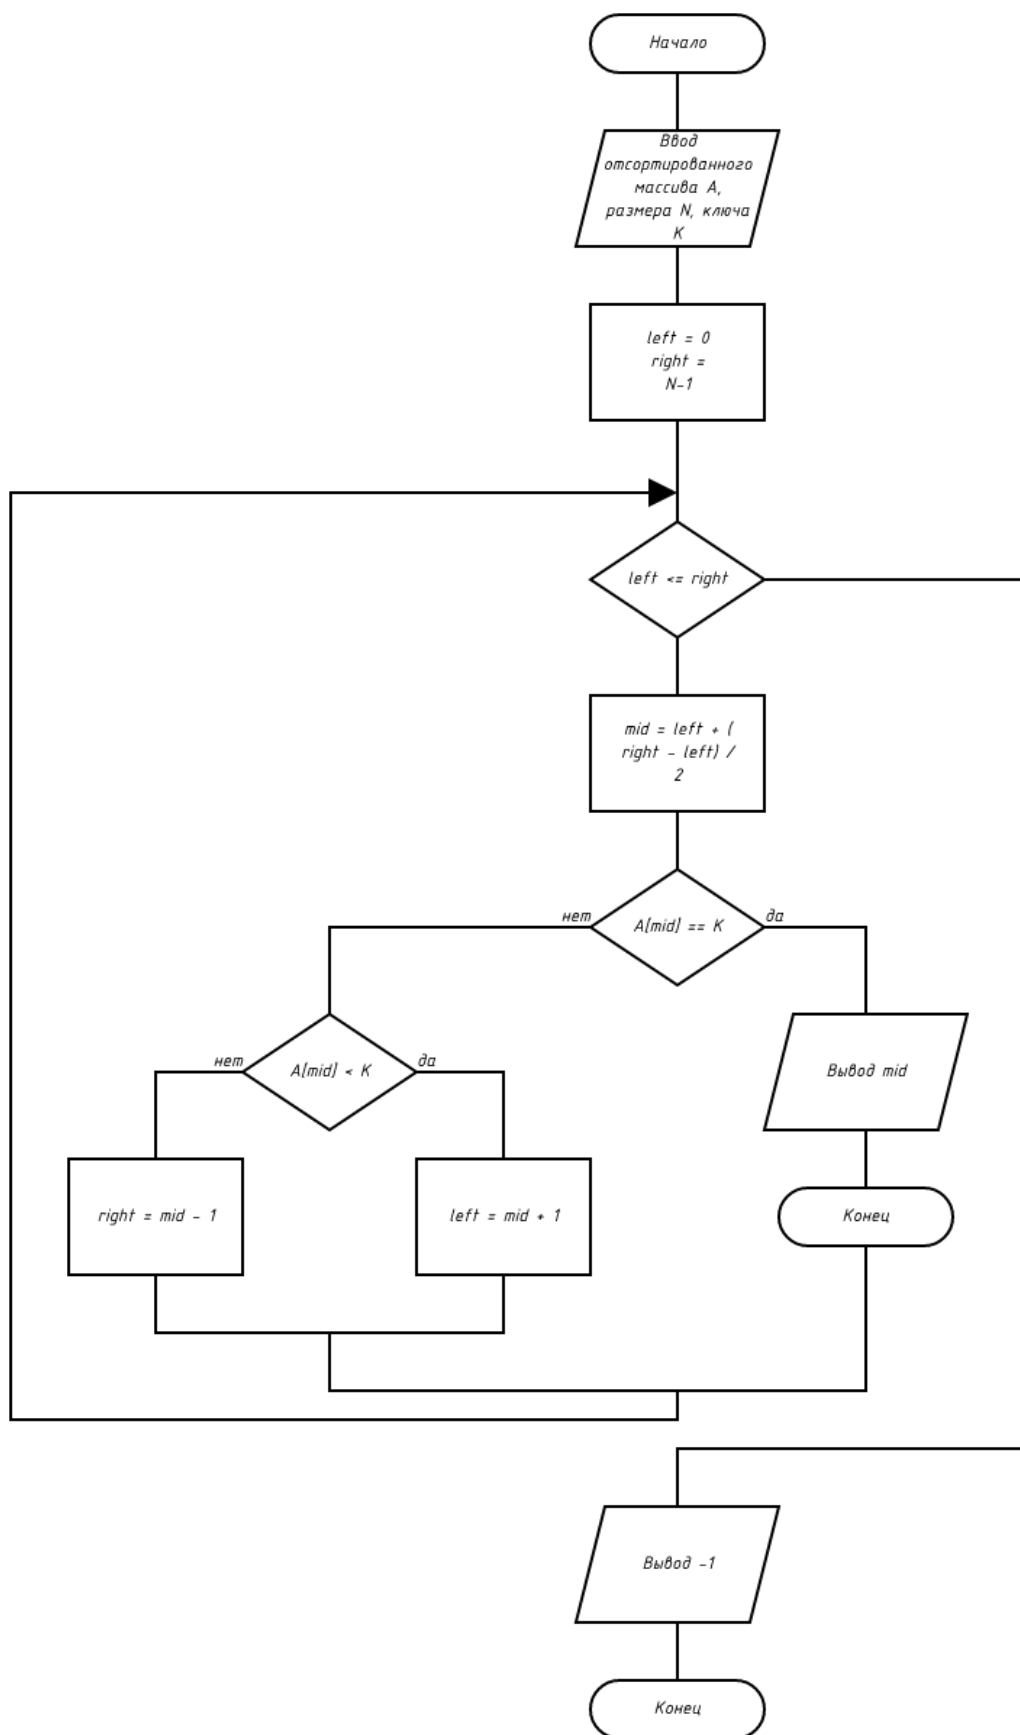 Начало
Ввод
отсортированного
массива A,
размера N, ключа
K
left = 0
right =
N-1
left <= right
mid = left + (
right - left) /
2
нет
A[mid] == K
да
нет
A[mid] < K
да
Вывод mid
right = mid - 1
left = mid + 1
Конец
Вывод -1
Конец